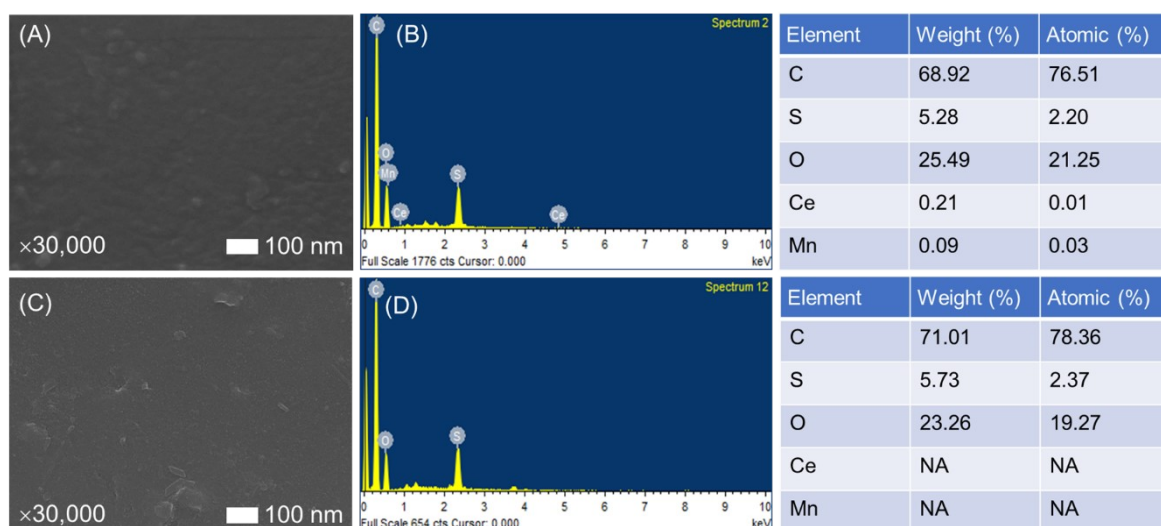 (A)
×30,000
100 nm
(B)
Spectrum 2
C
O
Mn
Ce
S
Ce
0 1 2 3 4 5 6 7 8 9 10
Full Scale 1776 cts Cursor: 0.000 keV
Element Weight (%) Atomic (%)
C 68.92 76.51
S 5.28 2.20
O 25.49 21.25
Ce 0.21 0.01
Mn 0.09 0.03
(C)
×30,000
100 nm
(D)
Spectrum 12
C
O
S
0 1 2 3 4 5 6 7 8 9 10
Full Scale 654 cts Cursor: 0.000 keV
Element Weight (%) Atomic (%)
C 71.01 78.36
S 5.73 2.37
O 23.26 19.27
Ce NA NA
Mn NA NA